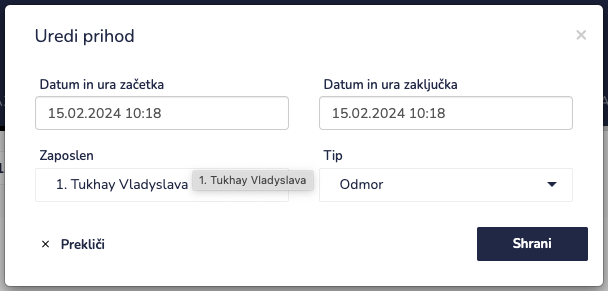 Uredi prihod
×
Datum in ura začetka
Datum in ura zaključka
15.02.2024 10:18
15.02.2024 10:18
Zaposlen
Tip
1. Tukhay Vladyslava
1. Tukhay Vladyslava
Odmor
× Prekliči
Shrani